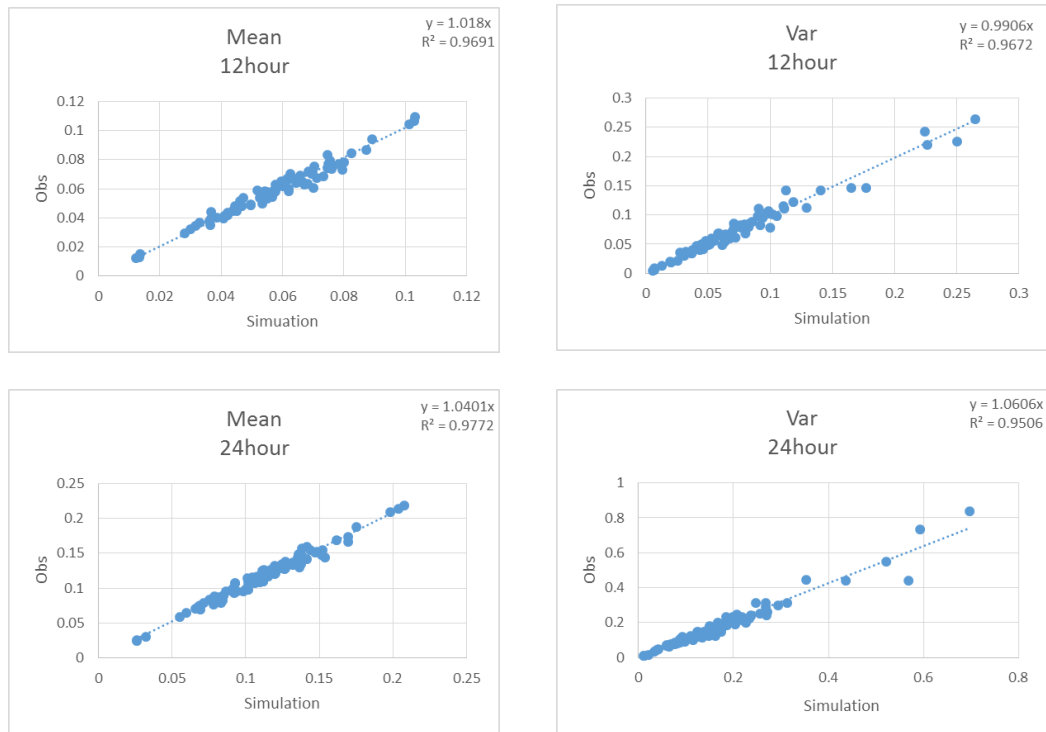 Mean
12hour
y = 1.018x
R² = 0.9691
0.12
0.1
0.08
0.06
0.04
0.02
0
Obs
0
0.02
0.04
0.06
0.08
0.1
0.12
Simuation
Var
12hour
y = 0.9906x
R² = 0.9672
0.3
0.25
0.2
0.15
0.1
0.05
0
Obs
0
0.05
0.1
0.15
0.2
0.25
0.3
Simulation
Mean
24hour
y = 1.0401x
R² = 0.9772
0.25
0.2
0.15
0.1
0.05
0
Obs
0
0.05
0.1
0.15
0.2
0.25
Simulation
Var
24hour
y = 1.0606x
R² = 0.9506
1
0.8
0.6
0.4
0.2
0
Obs
0
0.2
0.4
0.6
0.8
Simulation